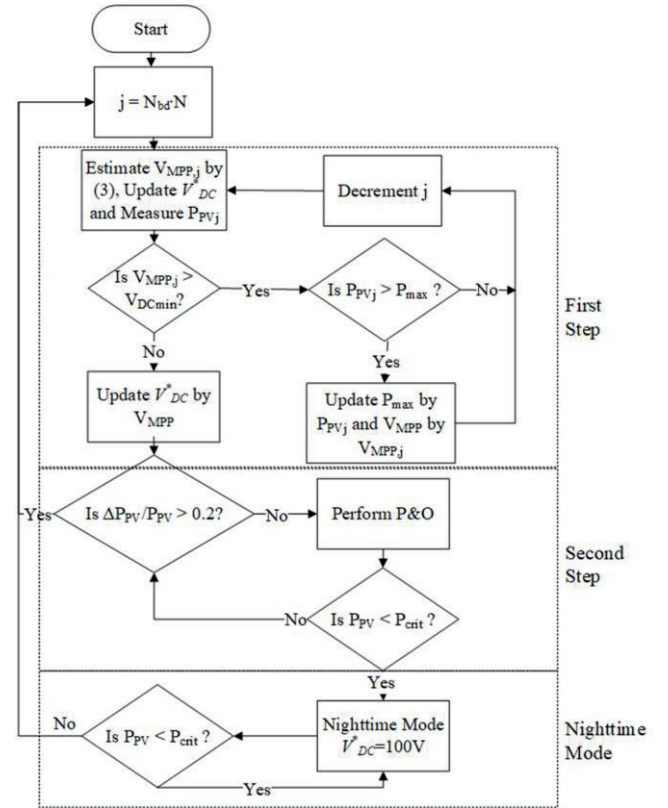 Start
j = N_bd·N
Estimate V_MPP,j by
(3), Update V*_DC
and Measure P_PVj
Decrement j
Is V_MPP,j >
V_DCmin?
Yes
Is P_PVj > P_max ?
No
First
Step
No
Yes
Update V*_DC by
V_MPP
Update P_max by
P_PVj and V_MPP by
V_MPP,j
Yes
Is ΔP_PV/P_PV > 0.2?
No
Perform P&O
Second
Step
No
Is P_PV < P_crit ?
Yes
No
Is P_PV < P_crit ?
Nighttime Mode
V*_DC=100V
Yes
Nighttime
Mode